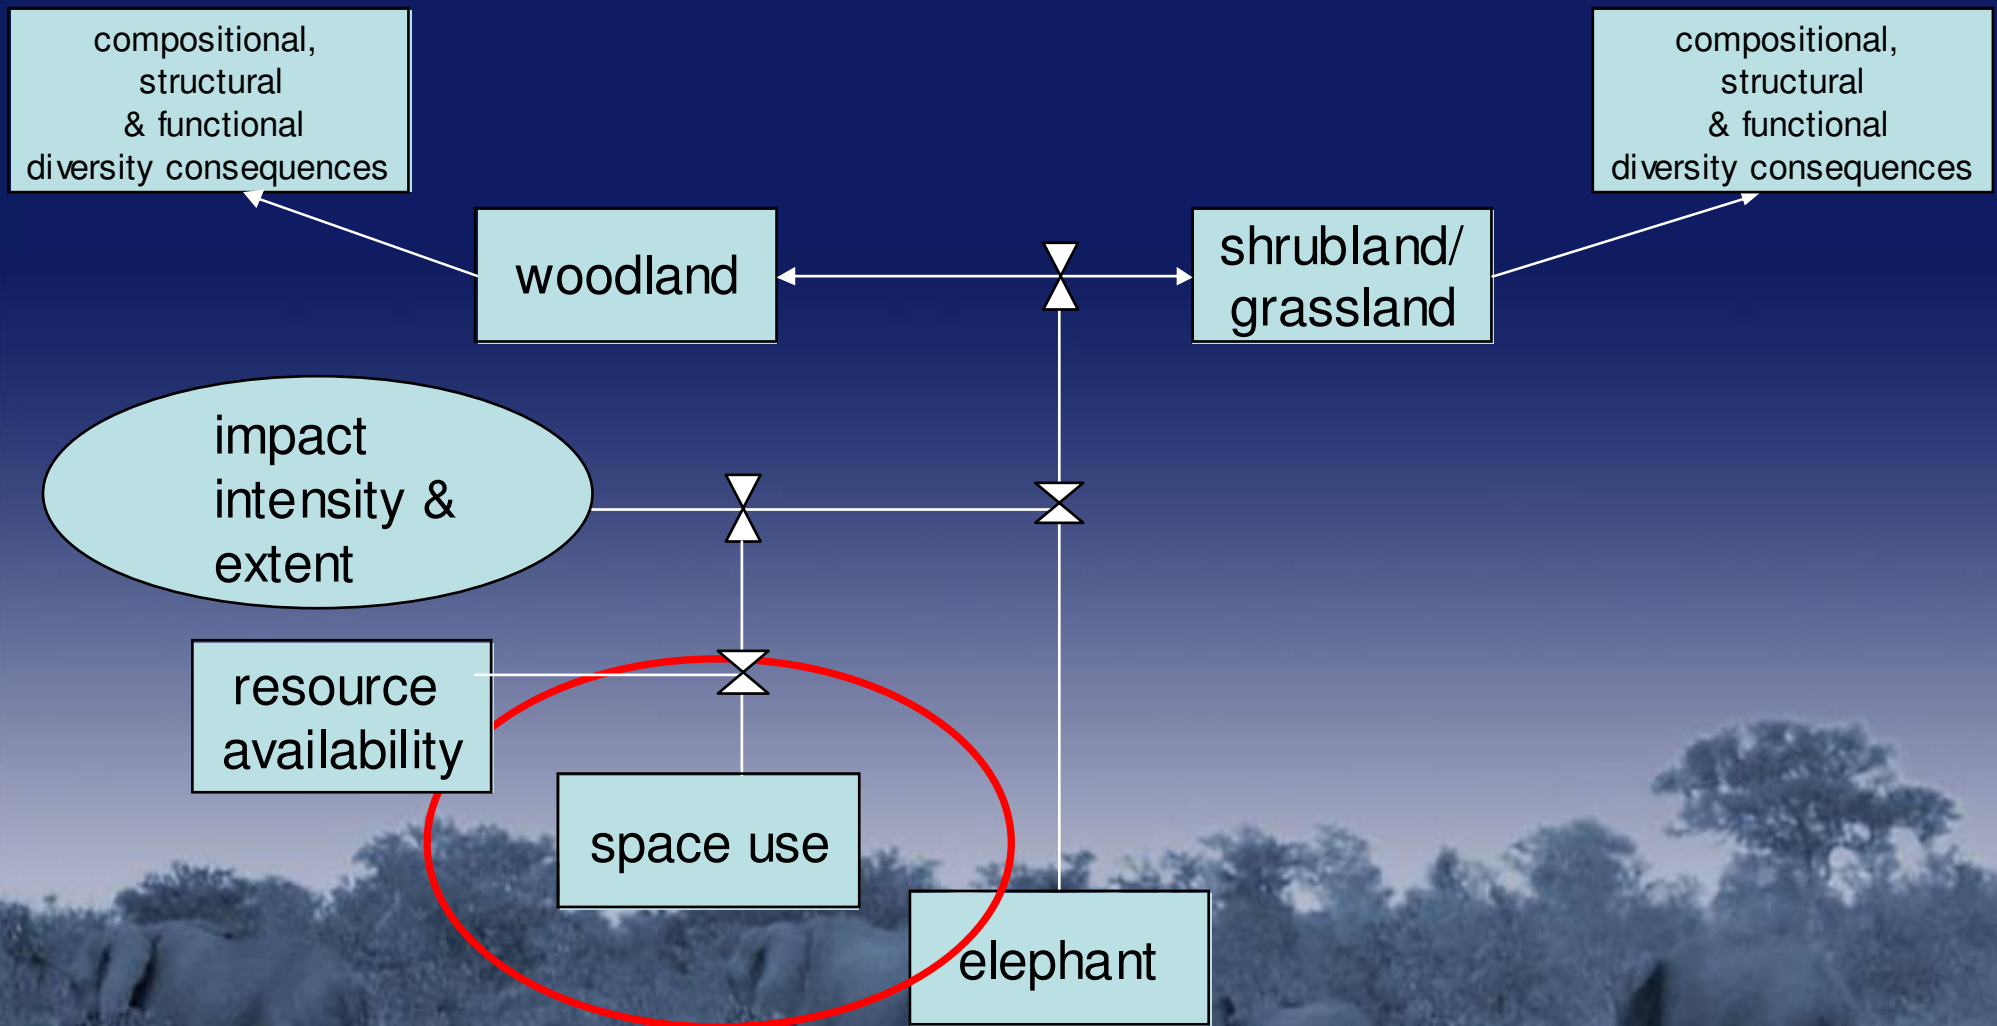 compositional,
structural
& functional
diversity consequences
compositional,
structural
& functional
diversity consequences
woodland
shrubland/
grassland
impact
intensity &
extent
resource
availability
space use
elephant